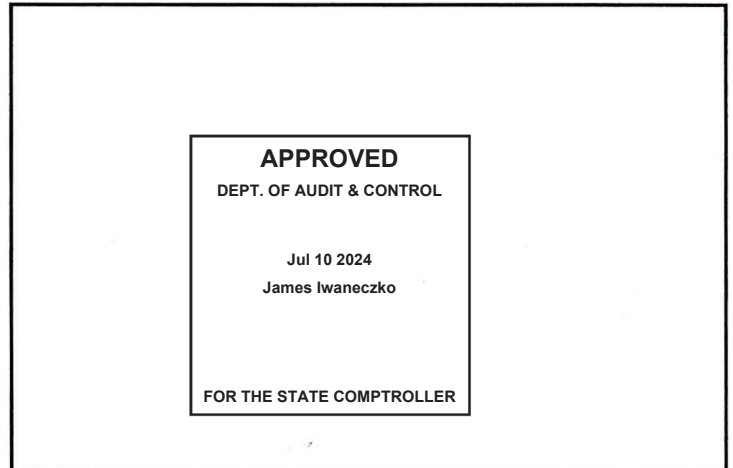 APPROVED
DEPT. OF AUDIT & CONTROL
Jul 10 2024
James Iwaneczko
FOR THE STATE COMPTROLLER